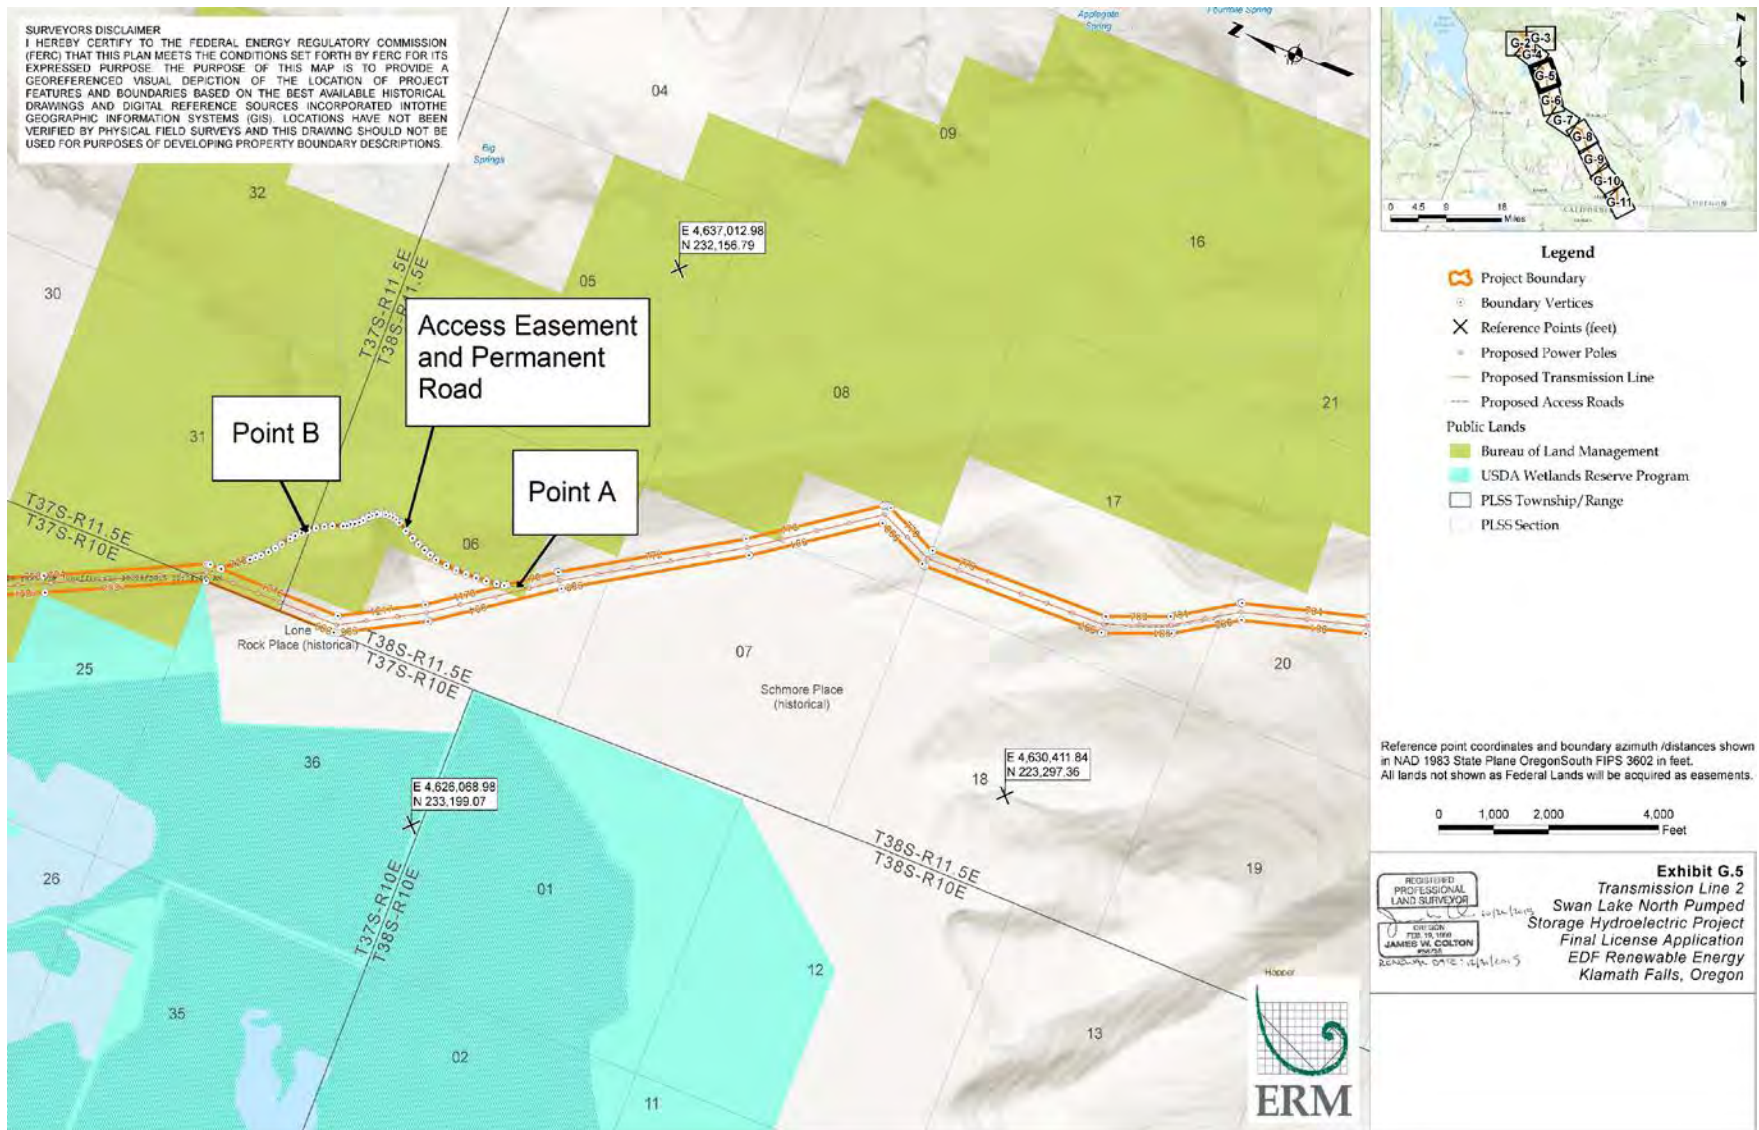 SURVEYORS DISCLAIMER
I HEREBY CERTIFY TO THE FEDERAL ENERGY REGULATORY COMMISSION
(FERC) THAT THIS PLAN MEETS THE CONDITIONS SET FORTH BY FERC FOR ITS
EXPRESSED PURPOSE. THE PURPOSE OF THIS MAP IS TO PROVIDE A
GEOREFERENCED VISUAL DEPICTION OF THE LOCATION OF PROJECT
FEATURES AND BOUNDARIES BASED ON THE BEST AVAILABLE HISTORICAL
DRAWINGS AND DIGITAL REFERENCE SOURCES INCORPORATED INTOTHE
GEOGRAPHIC INFORMATION SYSTEMS (GIS). LOCATIONS HAVE NOT BEEN
VERIFIED BY PHYSICAL FIELD SURVEYS AND THIS DRAWING SHOULD NOT BE
USED FOR PURPOSES OF DEVELOPING PROPERTY BOUNDARY DESCRIPTIONS.
Applegate
Spring
Fourmile Spring
Z
04
09
Big
Springs
32
E 4,637,012.98
N 232,156.79
16
05
30
T37S-R11.5E
T38S-R11.5E
Access Easement
and Permanent
Road
08
21
31
Point B
Point A
17
T37S-R11.5E
T37S-R10E
06
Lone
Rock Place (historical)
T38S-R11.5E
T37S-R10E
25
07
20
Schmore Place
(historical)
36
E 4,626,068.98
N 233,199.07
18
E 4,630,411.84
N 223,297.36
26
01
T38S-R11.5E
T38S-R10E
19
T37S-R10E
T38S-R10E
12
Hopper
35
13
02
11
ERM
G-2
G-3
G-4
G-5
G-6
G-7
G-8
G-9
G-10
G-11
0 4.5 9 18
Miles
Legend
Project Boundary
Boundary Vertices
Reference Points (feet)
Proposed Power Poles
Proposed Transmission Line
Proposed Access Roads
Public Lands
Bureau of Land Management
USDA Wetlands Reserve Program
PLSS Township/Range
PLSS Section
Reference point coordinates and boundary azimuth /distances shown
in NAD 1983 State Plane OregonSouth FIPS 3602 in feet.
All lands not shown as Federal Lands will be acquired as easements.
0 1,000 2,000 4,000
Feet
REGISTERED
PROFESSIONAL
LAND SURVEYOR
OREGON
JAMES W. COLTON
Exhibit G.5
Transmission Line 2
Swan Lake North Pumped
Storage Hydroelectric Project
Final License Application
EDF Renewable Energy
Klamath Falls, Oregon